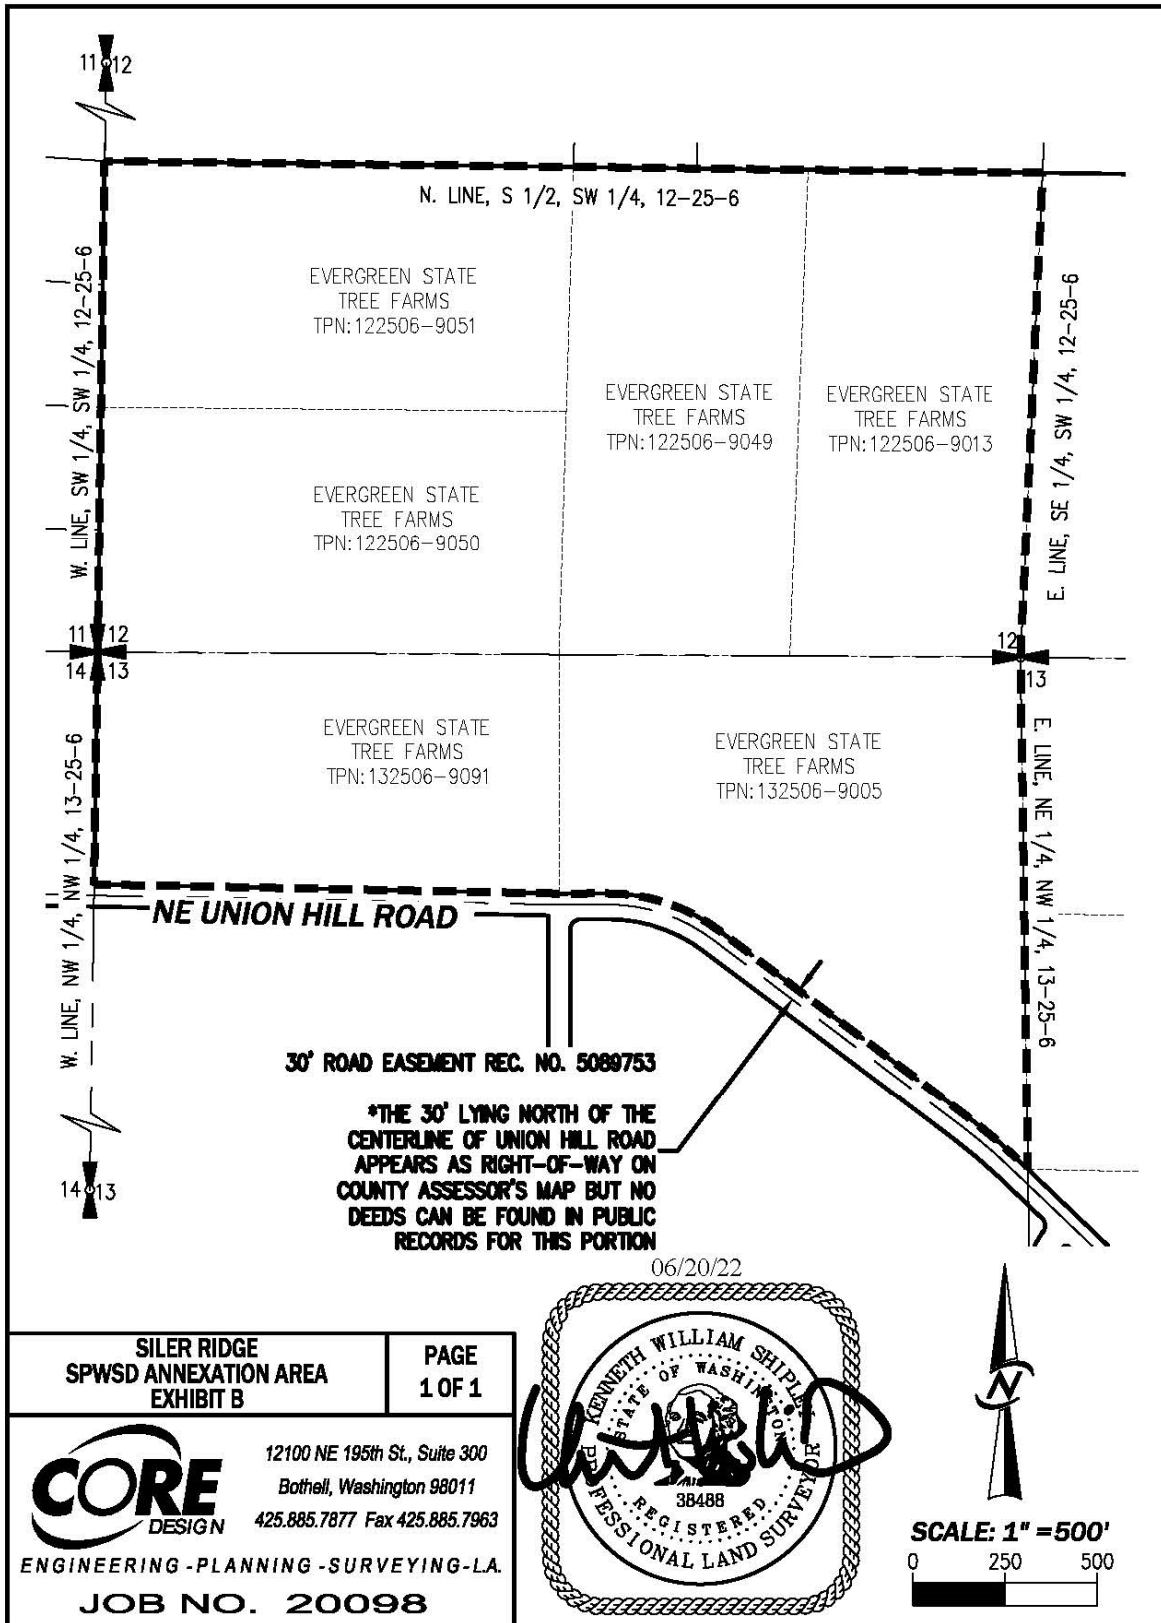 11 12
N. LINE, S 1/2, SW 1/4, 12-25-6
W. LINE, SW 1/4, SW 1/4, 12-25-6
EVERGREEN STATE
TREE FARMS
TPN:122506-9051
EVERGREEN STATE
TREE FARMS
TPN:122506-9049
EVERGREEN STATE
TREE FARMS
TPN:122506-9013
E. LINE, SE 1/4, SW 1/4, 12-25-6
EVERGREEN STATE
TREE FARMS
TPN:122506-9050
11 12
14 13
12
13
W. LINE, NW 1/4, NW 1/4, 13-25-6
EVERGREEN STATE
TREE FARMS
TPN:132506-9091
EVERGREEN STATE
TREE FARMS
TPN:132506-9005
E. LINE, NE 1/4, NW 1/4, 13-25-6
NE UNION HILL ROAD
30' ROAD EASEMENT REC. NO. 5089753
*THE 30' LYING NORTH OF THE
CENTERLINE OF UNION HILL ROAD
APPEARS AS RIGHT-OF-WAY ON
COUNTY ASSESSOR'S MAP BUT NO
DEEDS CAN BE FOUND IN PUBLIC
RECORDS FOR THIS PORTION
14 13
06/20/22
KENNETH WILLIAM SHIPLEY
STATE OF WASHINGTON
38488
REGISTERED
PROFESSIONAL LAND SURVEYOR
N
SCALE: 1" =500'
0 250 500
SILER RIDGE
SPWSD ANNEXATION AREA
EXHIBIT B
PAGE
1 OF 1
CORE
DESIGN
12100 NE 195th St., Suite 300
Bothell, Washington 98011
425.885.7877 Fax 425.885.7963
ENGINEERING-PLANNING-SURVEYING-L.A.
JOB NO. 20098